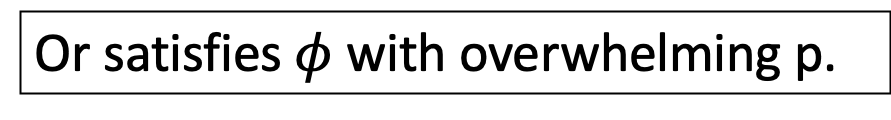 Or satisfies ϕ with overwhelming p.